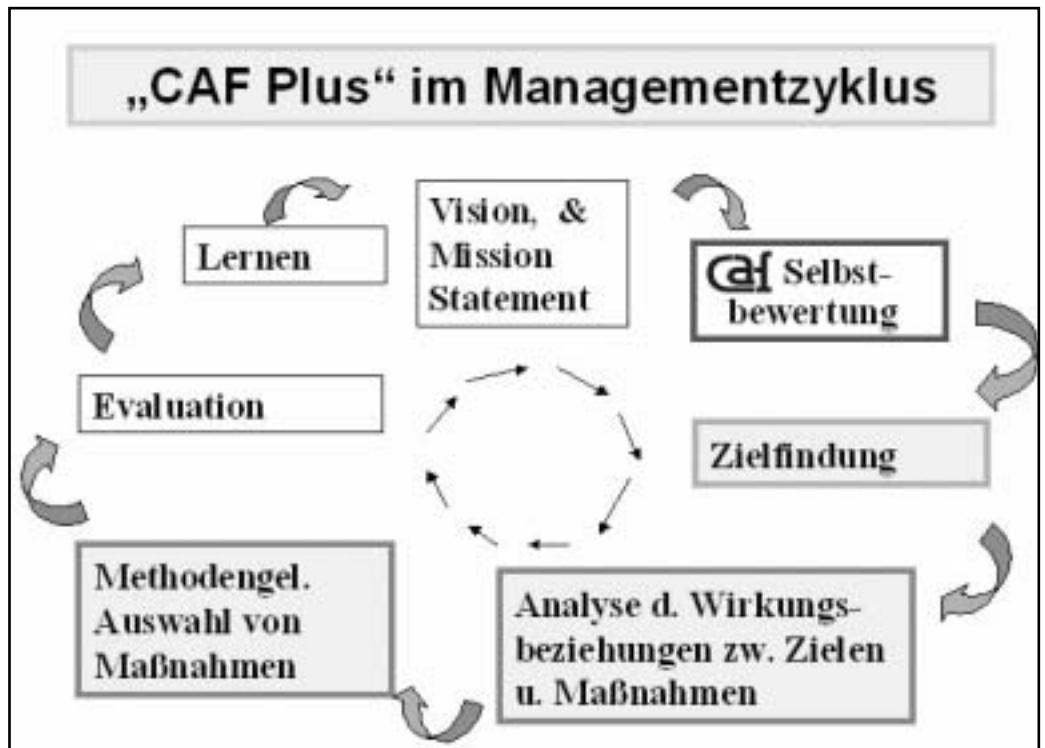 „CAF Plus“ im Managementzyklus
Vision, &
Mission
Statement
Caf Selbst-
bewertung
Zielfindung
Analyse d. Wirkungs-
beziehungen zw. Zielen
u. Maßnahmen
Methodengel.
Auswahl von
Maßnahmen
Evaluation
Lernen